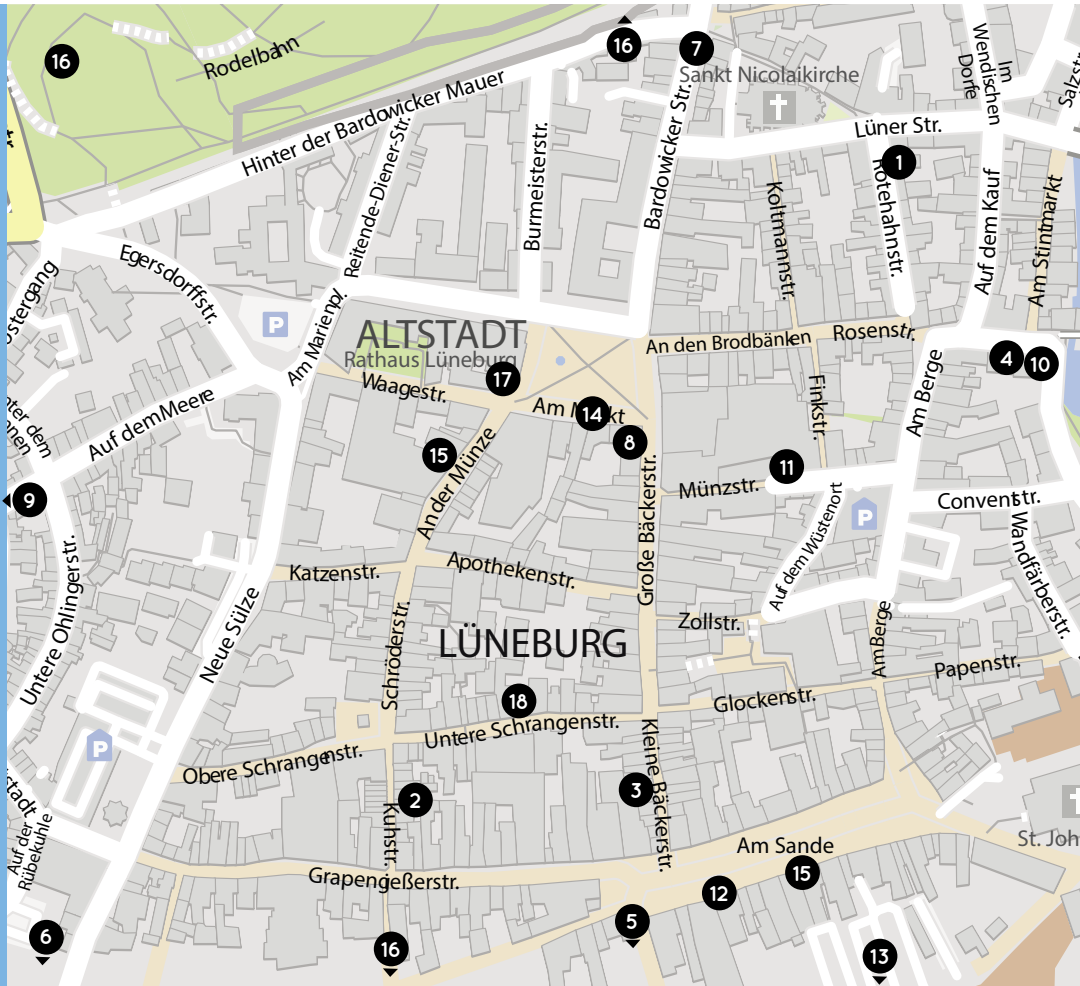 16
Rodelbahn
16
7
Sankt Nicolaikirche
Im
Wendischen
Dorfe
Hinter der Bardowicker Mauer
Lüner Str.
1
Reitende-Diener-Str.
Burmeisterstr.
Bardowicker Str.
Koltmannstr.
Rotehahnstr.
Auf dem Kauf
Am Stintmarkt
Egersdorffstr.
P
Am Marienpl.
ALTSTADT
Rathaus Lüneburg
An den Brodbänken
Rosenstr.
4
10
17
Waagestr.
Am Markt
14
8
Finkstr.
Am Berge
Auf dem Meere
15
An der Münze
Große Bäckerstr.
11
Münzstr.
9
P
Conventstr.
Auf dem Wüstenort
Wandfärberstr.
Untere Ohlingerstr.
Katzenstr.
Apothekenstr.
Neue Sülze
Schröderstr.
LÜNEBURG
Zollstr.
Am Berge
Papenstr.
18
Glockenstr.
P
Untere Schrangenstr.
Obere Schrangenstr.
Kleine Bäckerstr.
2
3
Kuhstr.
Auf der
Rübekuhle
Am Sande
St. Joh
15
Grapengeßerstr.
12
6
16
5
13